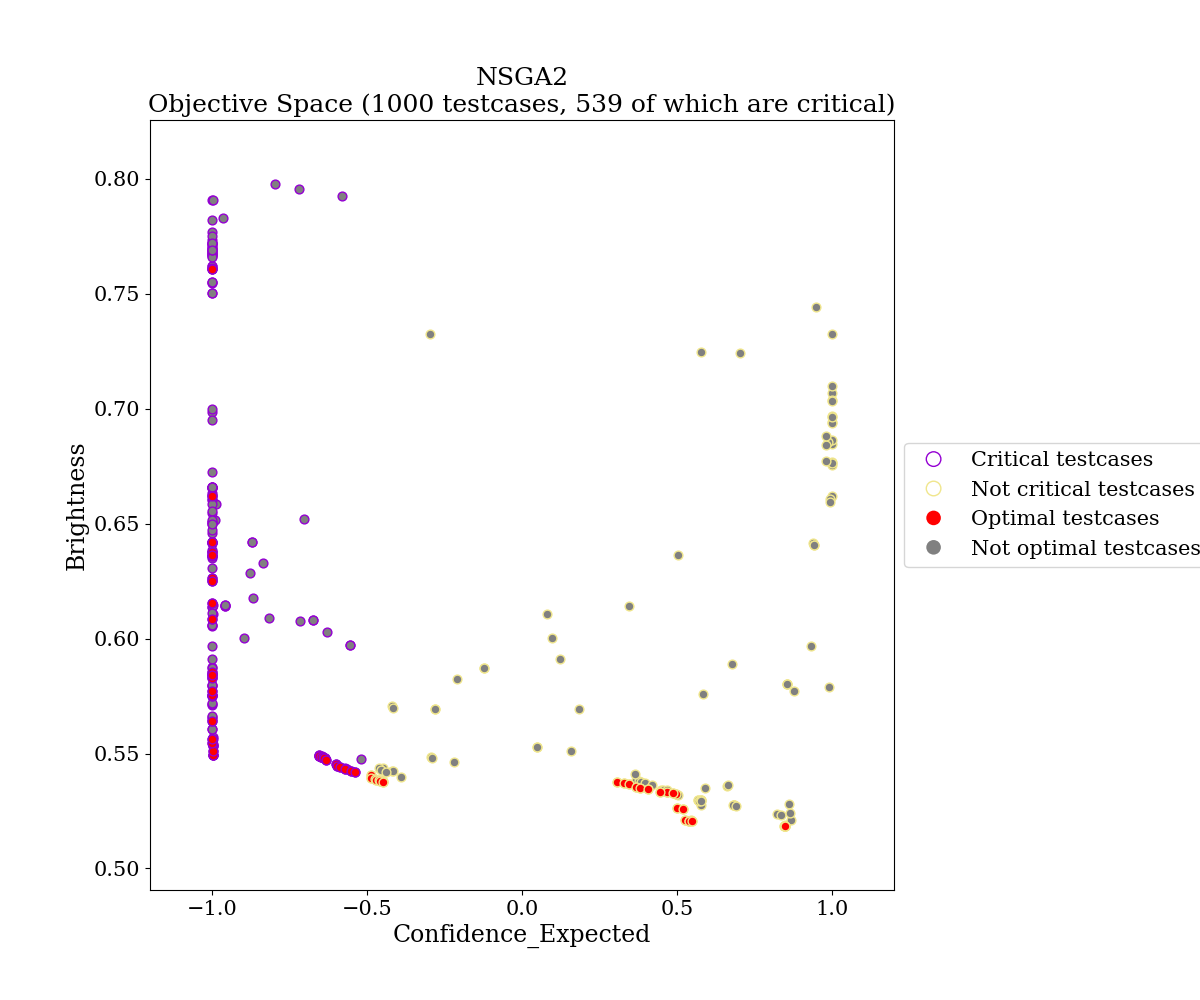 NSGA2
Objective Space (1000 testcases, 539 of which are critical)
0.80
0.75
0.70
0.65
0.60
0.55
0.50
Brightness
−1.0
−0.5
0.0
0.5
1.0
Confidence_Expected
Critical testcases
Not critical testcases
Optimal testcases
Not optimal testcases